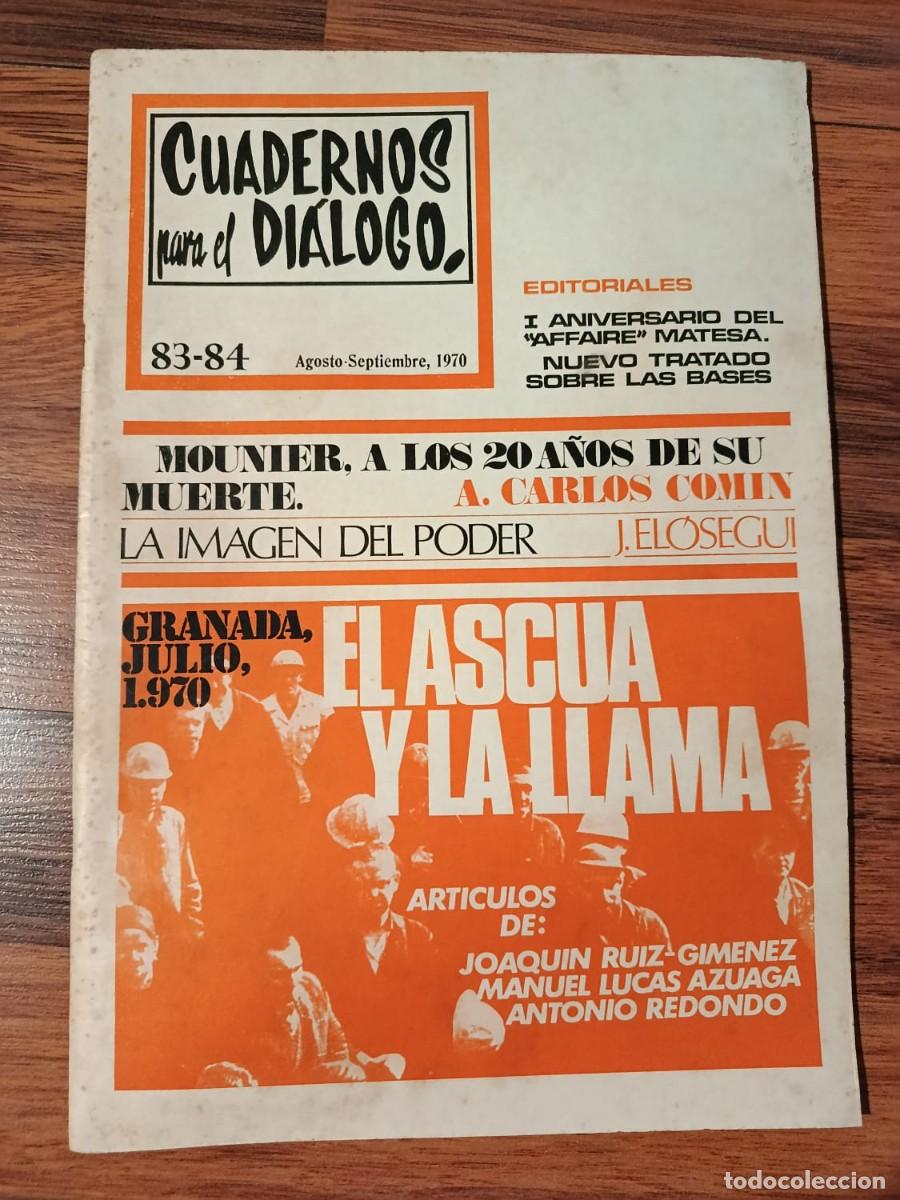 CUADERNOS
para el DIÁLOGO.
83-84 Agosto-Septiembre, 1970
EDITORIALES
I ANIVERSARIO DEL
"AFFAIRE" MATESA.
NUEVO TRATADO
SOBRE LAS BASES
MOUNIER, A LOS 20 AÑOS DE SU
MUERTE. A. CARLOS COMIN
LA IMAGEN DEL PODER J. ELÓSEGUI
GRANADA,
JULIO,
1.970
EL ASCUA
Y LA LLAMA
ARTICULOS
DE:
JOAQUIN RUIZ-GIMENEZ
MANUEL LUCAS AZUAGA
ANTONIO REDONDO
todocoleccion